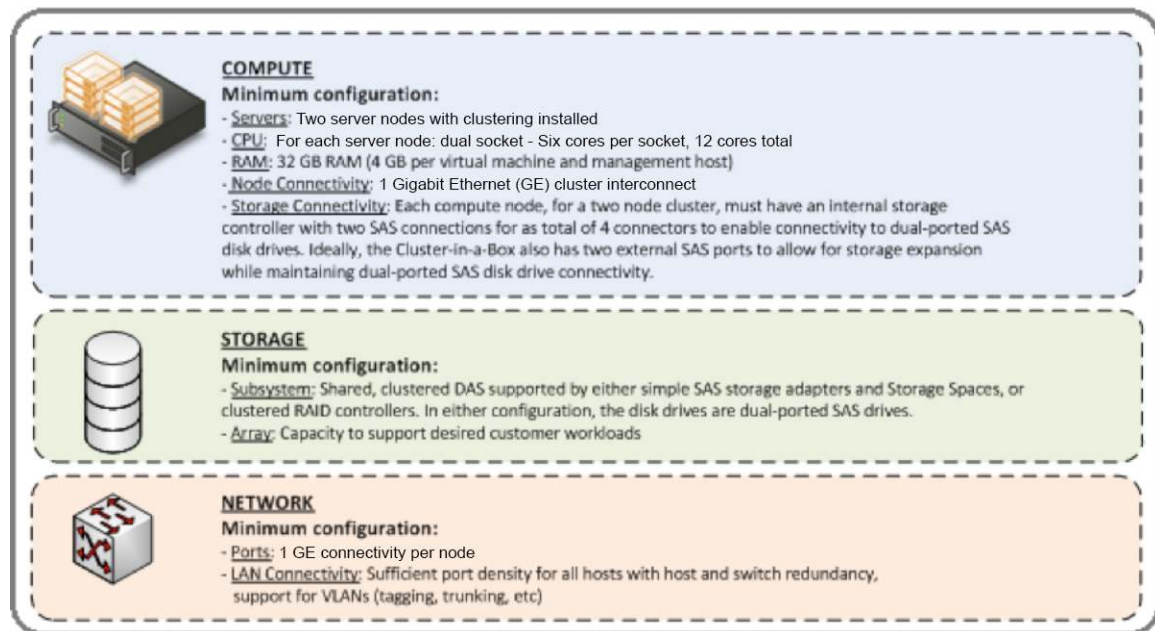 COMPUTE
Minimum configuration:
- Servers: Two server nodes with clustering installed
- CPU: For each server node: dual socket - Six cores per socket, 12 cores total
- RAM: 32 GB RAM (4 GB per virtual machine and management host)
- Node Connectivity: 1 Gigabit Ethernet (GE) cluster interconnect
- Storage Connectivity: Each compute node, for a two node cluster, must have an internal storage
controller with two SAS connections for as total of 4 connectors to enable connectivity to dual-ported SAS
disk drives. Ideally, the Cluster-in-a-Box also has two external SAS ports to allow for storage expansion
while maintaining dual-ported SAS disk drive connectivity.
STORAGE
Minimum configuration:
- Subsystem: Shared, clustered DAS supported by either simple SAS storage adapters and Storage Spaces, or
clustered RAID controllers. In either configuration, the disk drives are dual-ported SAS drives.
- Array: Capacity to support desired customer workloads
NETWORK
Minimum configuration:
- Ports: 1 GE connectivity per node
- LAN Connectivity: Sufficient port density for all hosts with host and switch redundancy,
support for VLANs (tagging, trunking, etc)